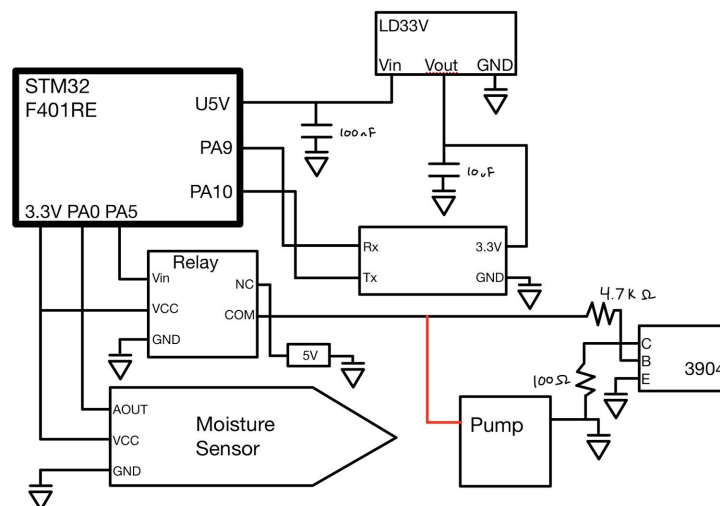 LD33V
Vin Vout GND
STM32
F401RE
U5V
100nF
PA9
10uF
PA10
3.3V PA0 PA5
Rx
3.3V
Tx
GND
Relay
Vin
NC
VCC
COM
GND
5V
4.7K Ω
C
B
3904
E
100Ω
AOUT
Moisture
Sensor
VCC
GND
Pump